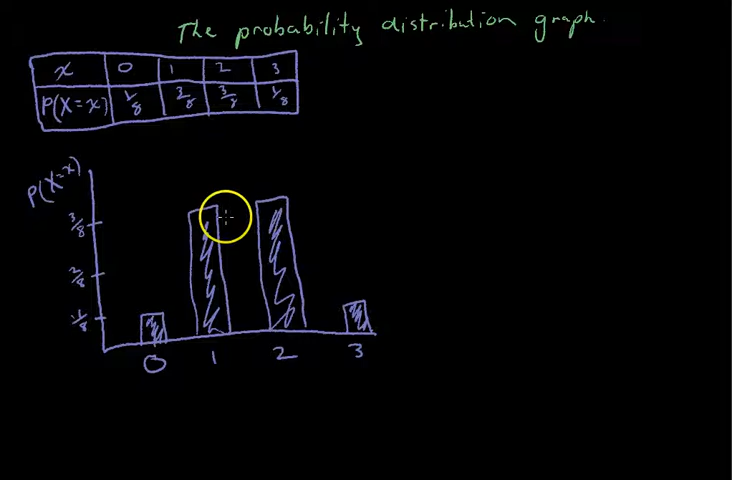 The probability distribution graph.
x 0 1 2 3
P(X=x) 1/8 3/8 3/8 1/8
P(X=x)
3/8
2/8
1/8
0 1 2 3